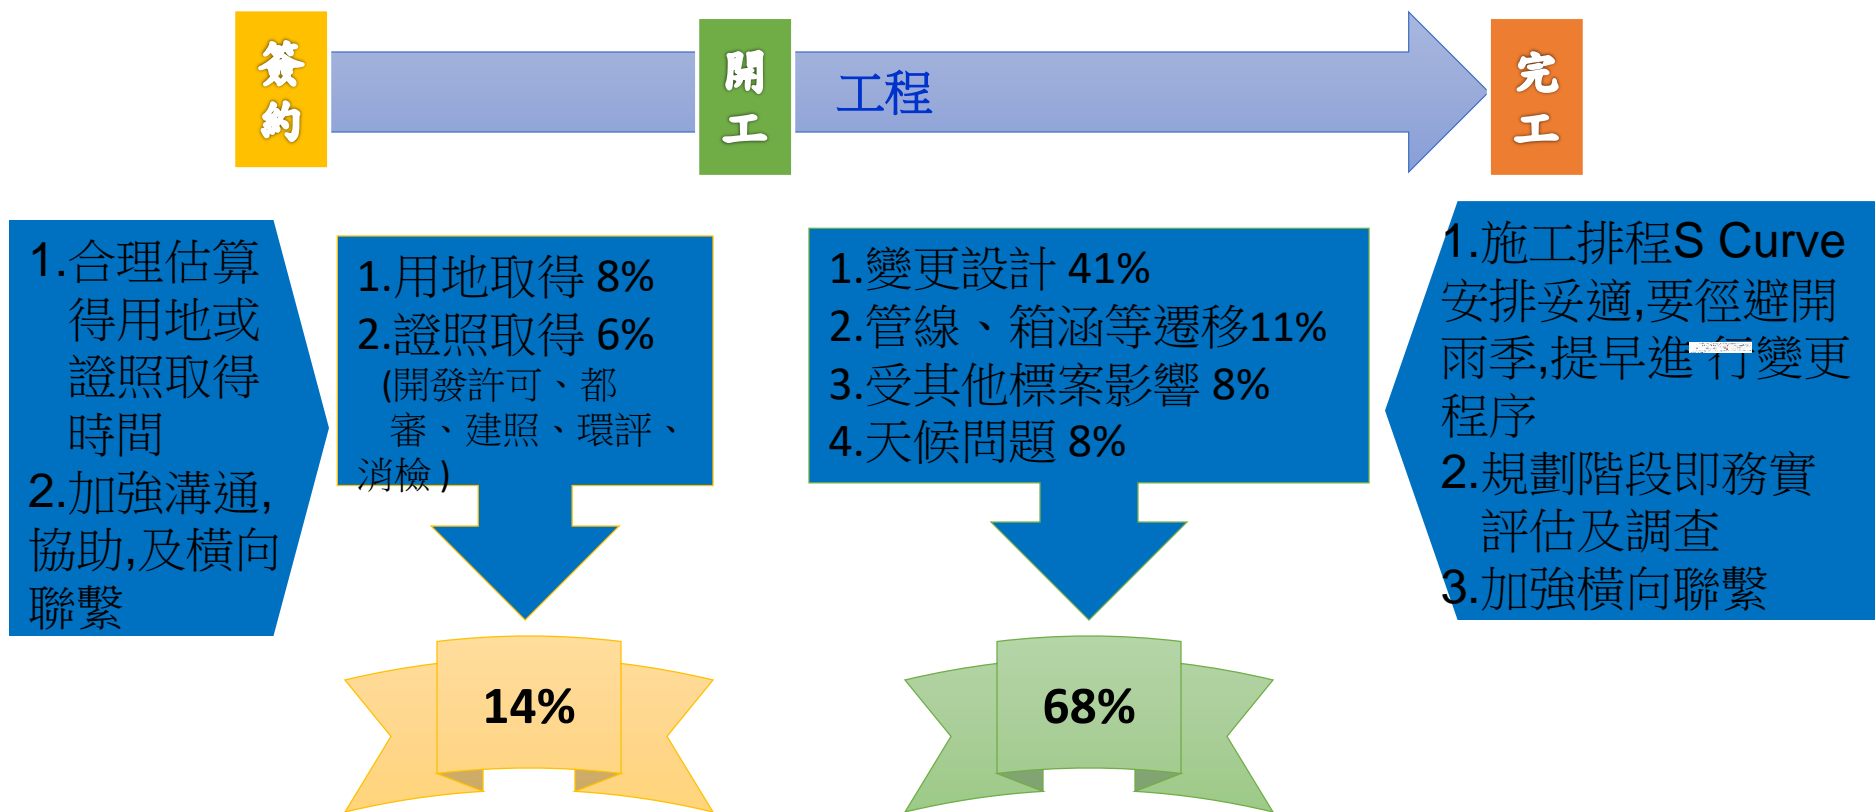 簽約
開工
工程
完工
1.合理估算
得用地或
證照取得
時間
2.加強溝通,
協助,及橫向
聯繫
1.用地取得 8%
2.證照取得 6%
(開發許可、都
審、建照、環評、
消檢)
1.變更設計 41%
2.管線、箱涵等遷移11%
3.受其他標案影響 8%
4.天候問題 8%
1.施工排程S Curve
安排妥適,要徑避開
雨季,提早進行變更
程序
2.規劃階段即務實
評估及調查
3.加強橫向聯繫
14%
68%